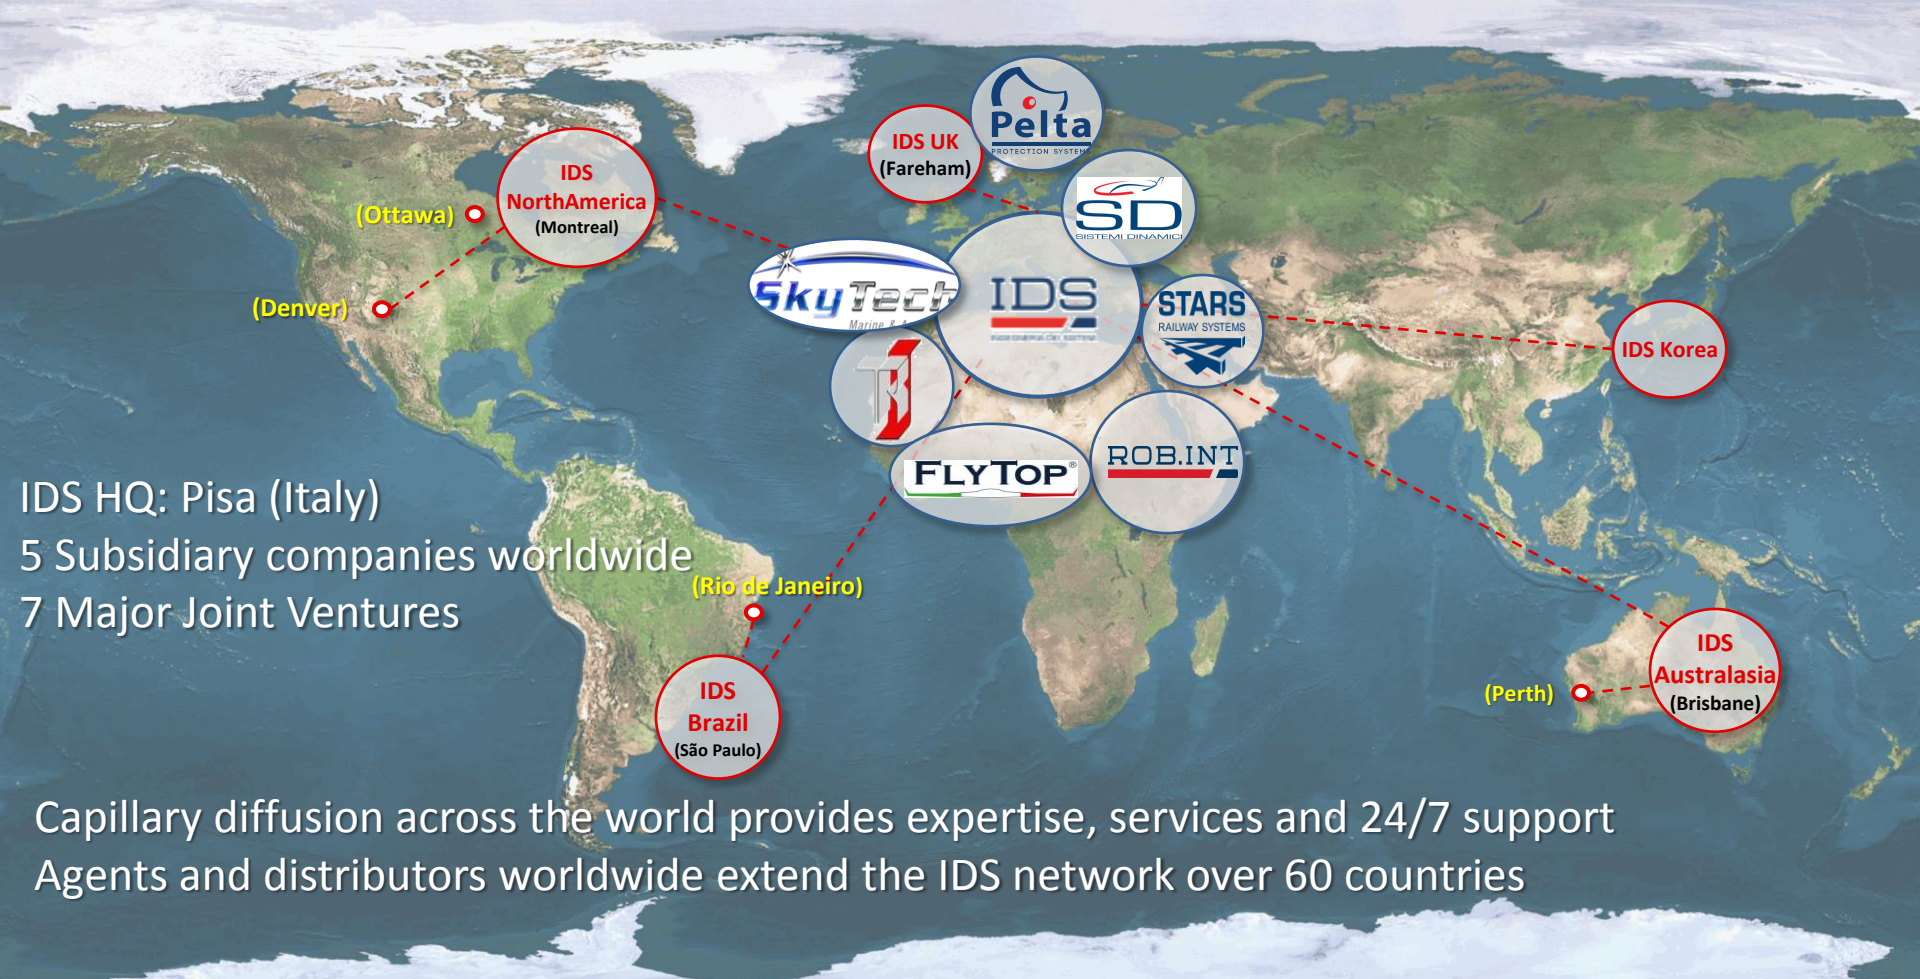 Pelta
PROTECTION SYSTEMS
IDS UK
(Fareham)
IDS
NorthAmerica
(Montreal)
(Ottawa)
(Denver)
SD
SISTEMI DINAMICI
SkyTech
Marine &
IDS
STARS
RAILWAY SYSTEMS
IDS Korea
FLYTOP®
ROB.INT
IDS HQ: Pisa (Italy)
5 Subsidiary companies worldwide
7 Major Joint Ventures
(Rio de Janeiro)
IDS
Brazil
(São Paulo)
(Perth)
IDS
Australasia
(Brisbane)
Capillary diffusion across the world provides expertise, services and 24/7 support
Agents and distributors worldwide extend the IDS network over 60 countries